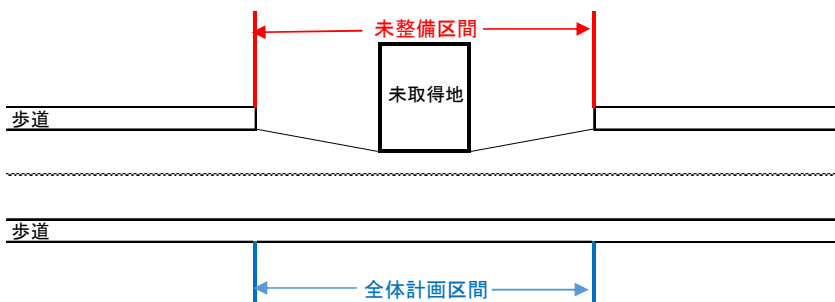 未整備区間
未取得地
歩道
歩道
全体計画区間